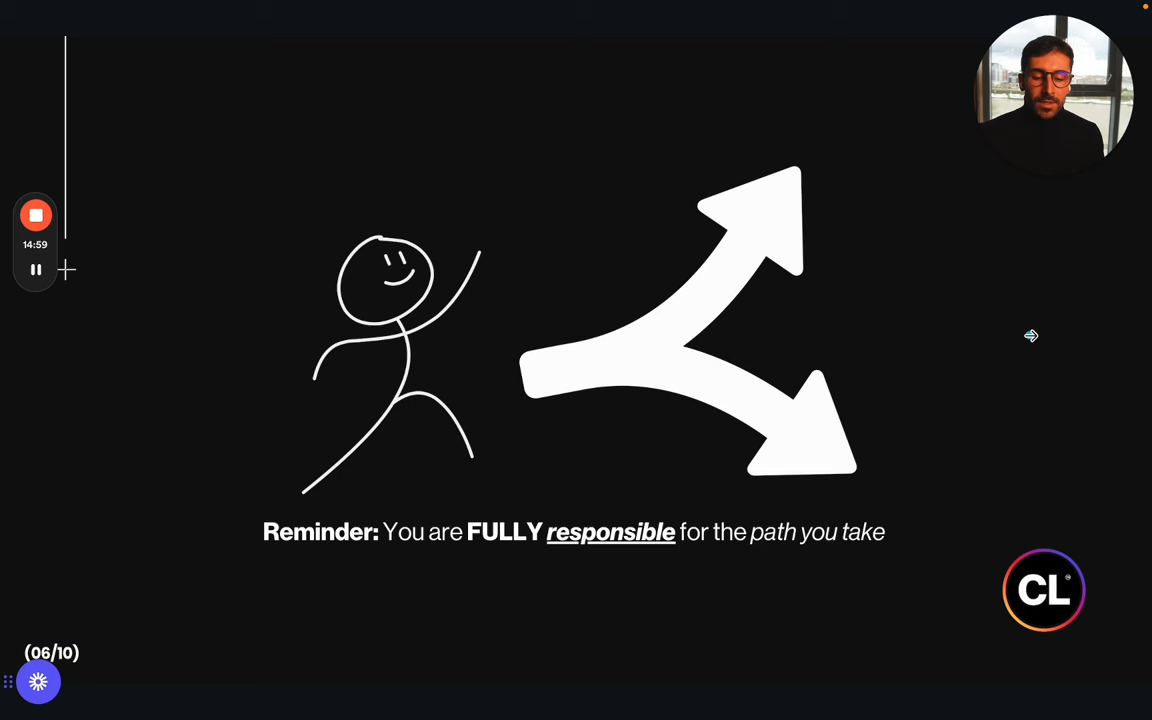 14:59
Reminder: You are FULLY responsible for the path you take
CL
(06/10)